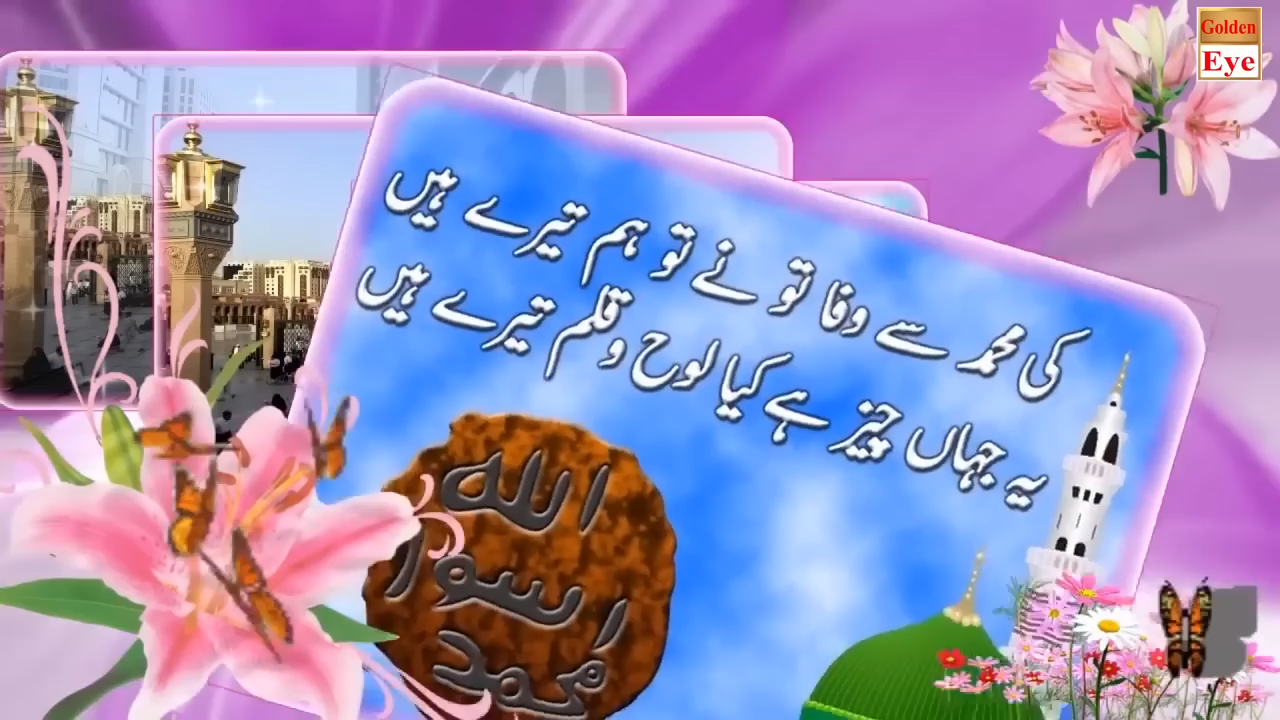 Golden
Eye
کی محمدؐ سے وفا تو نے تو ہم تیرے ہیں
یہ جہاں چیز ہے کیا لوح و قلم تیرے ہیں
الله
رسول
محمد